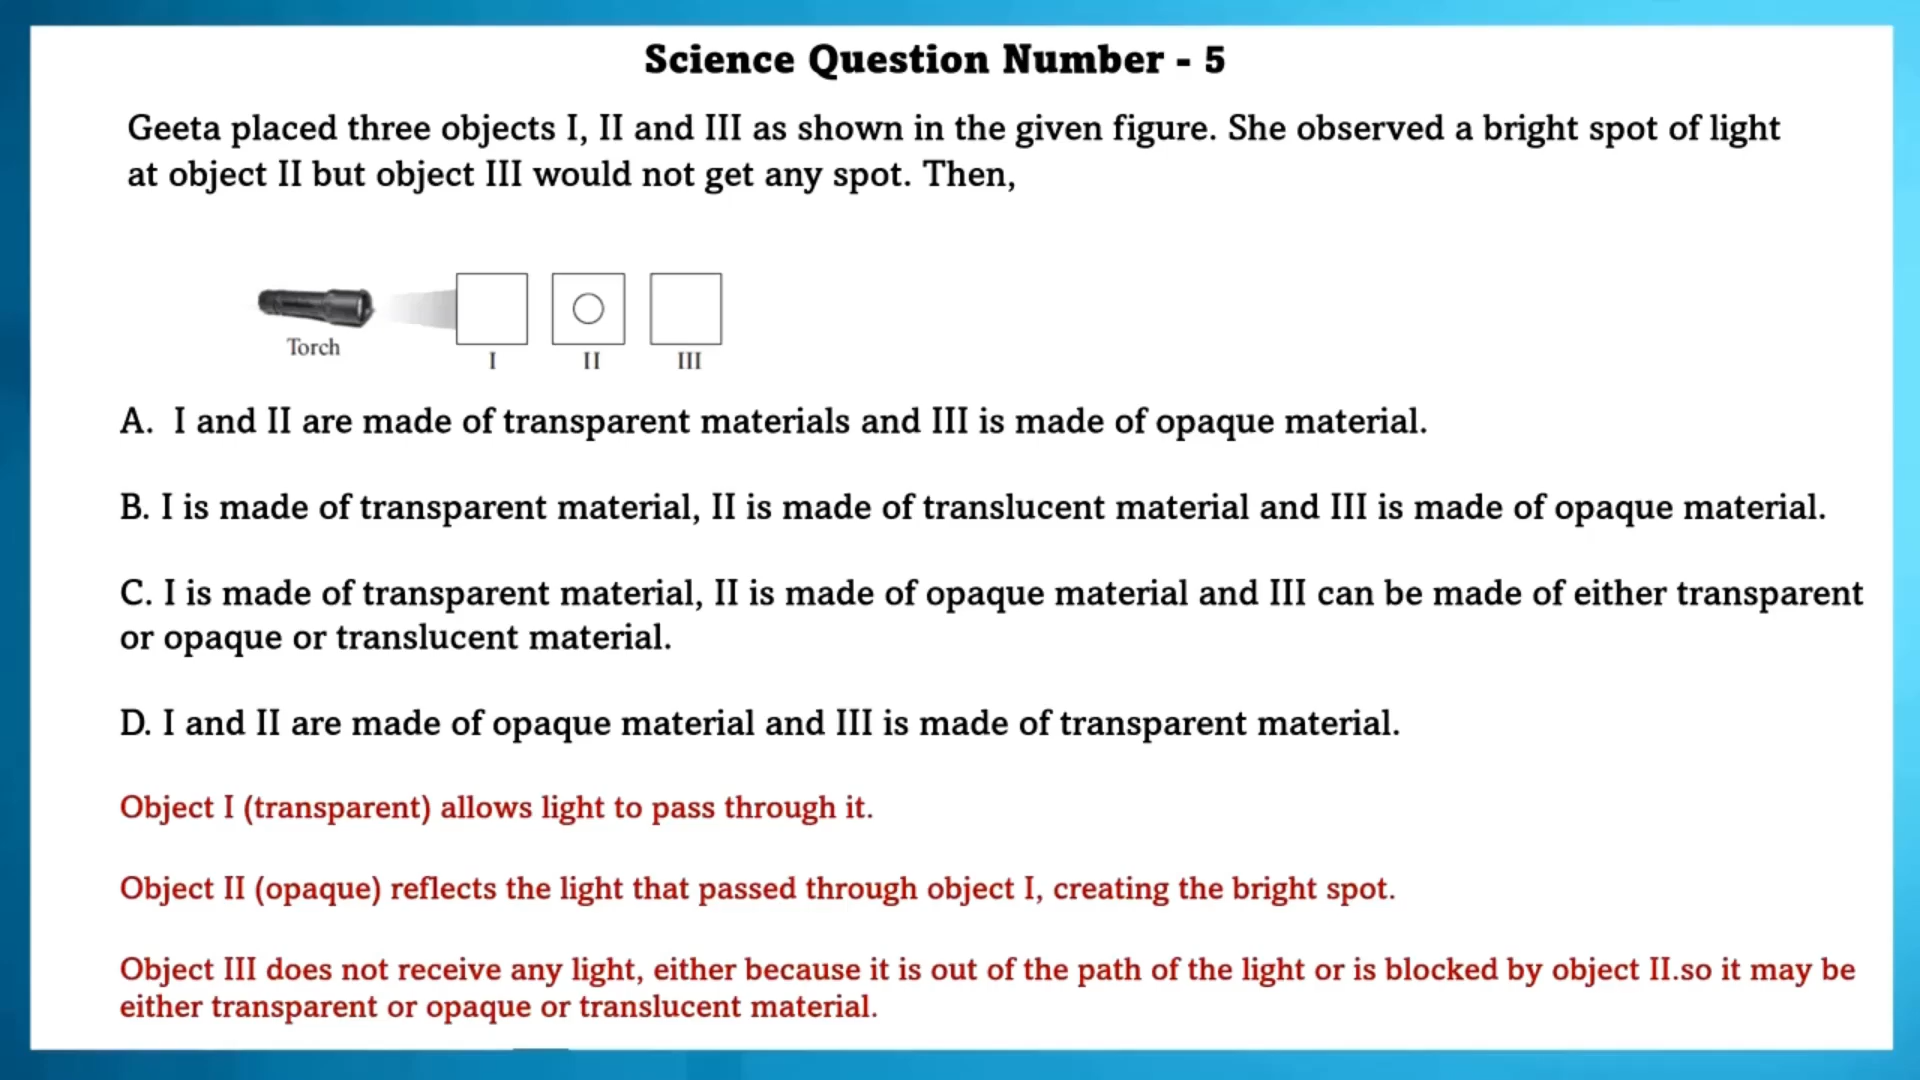 Science Question Number - 5
Geeta placed three objects I, II and III as shown in the given figure. She observed a bright spot of light
at object II but object III would not get any spot. Then,
Torch
I
II
III
A. I and II are made of transparent materials and III is made of opaque material.
B. I is made of transparent material, II is made of translucent material and III is made of opaque material.
C. I is made of transparent material, II is made of opaque material and III can be made of either transparent
or opaque or translucent material.
D. I and II are made of opaque material and III is made of transparent material.
Object I (transparent) allows light to pass through it.
Object II (opaque) reflects the light that passed through object I, creating the bright spot.
Object III does not receive any light, either because it is out of the path of the light or is blocked by object II.so it may be
either transparent or opaque or translucent material.